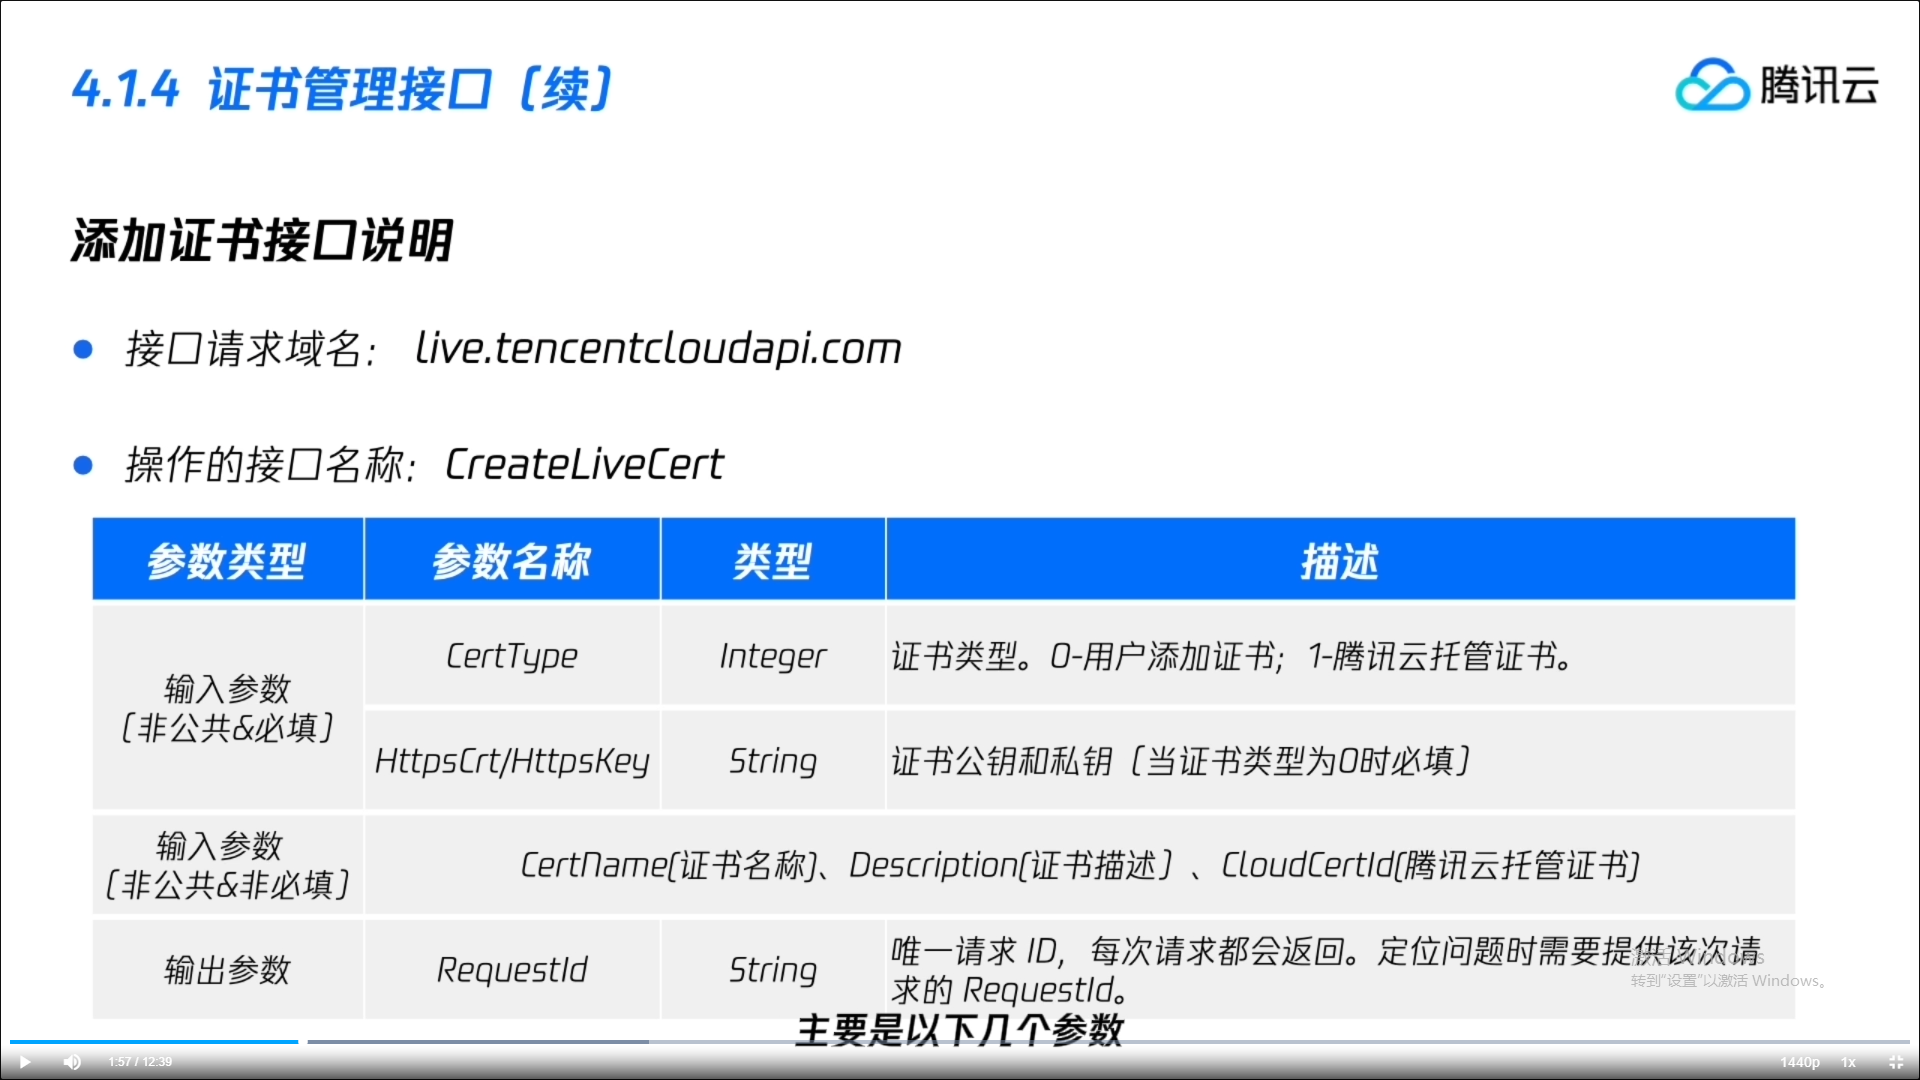 4.1.4 证书管理接口（续）
腾讯云
添加证书接口说明
接口请求域名： live.tencentcloudapi.com
操作的接口名称：CreateLiveCert
参数类型 参数名称 类型 描述
输入参数
（非公共&必填）
CertType Integer 证书类型。0-用户添加证书；1-腾讯云托管证书。
HttpsCrt/HttpsKey String 证书公钥和私钥（当证书类型为0时必填）
输入参数
（非公共&非必填）
CertName(证书名称)、Description(证书描述）、CloudCertId(腾讯云托管证书)
输出参数 RequestId String
唯一请求 ID，每次请求都会返回。定位问题时需要提供该次请
求的 RequestId。
激活 Windows
转到“设置”以激活 Windows。
主要是以下几个参数
1:57 / 12:39
1440p 1x